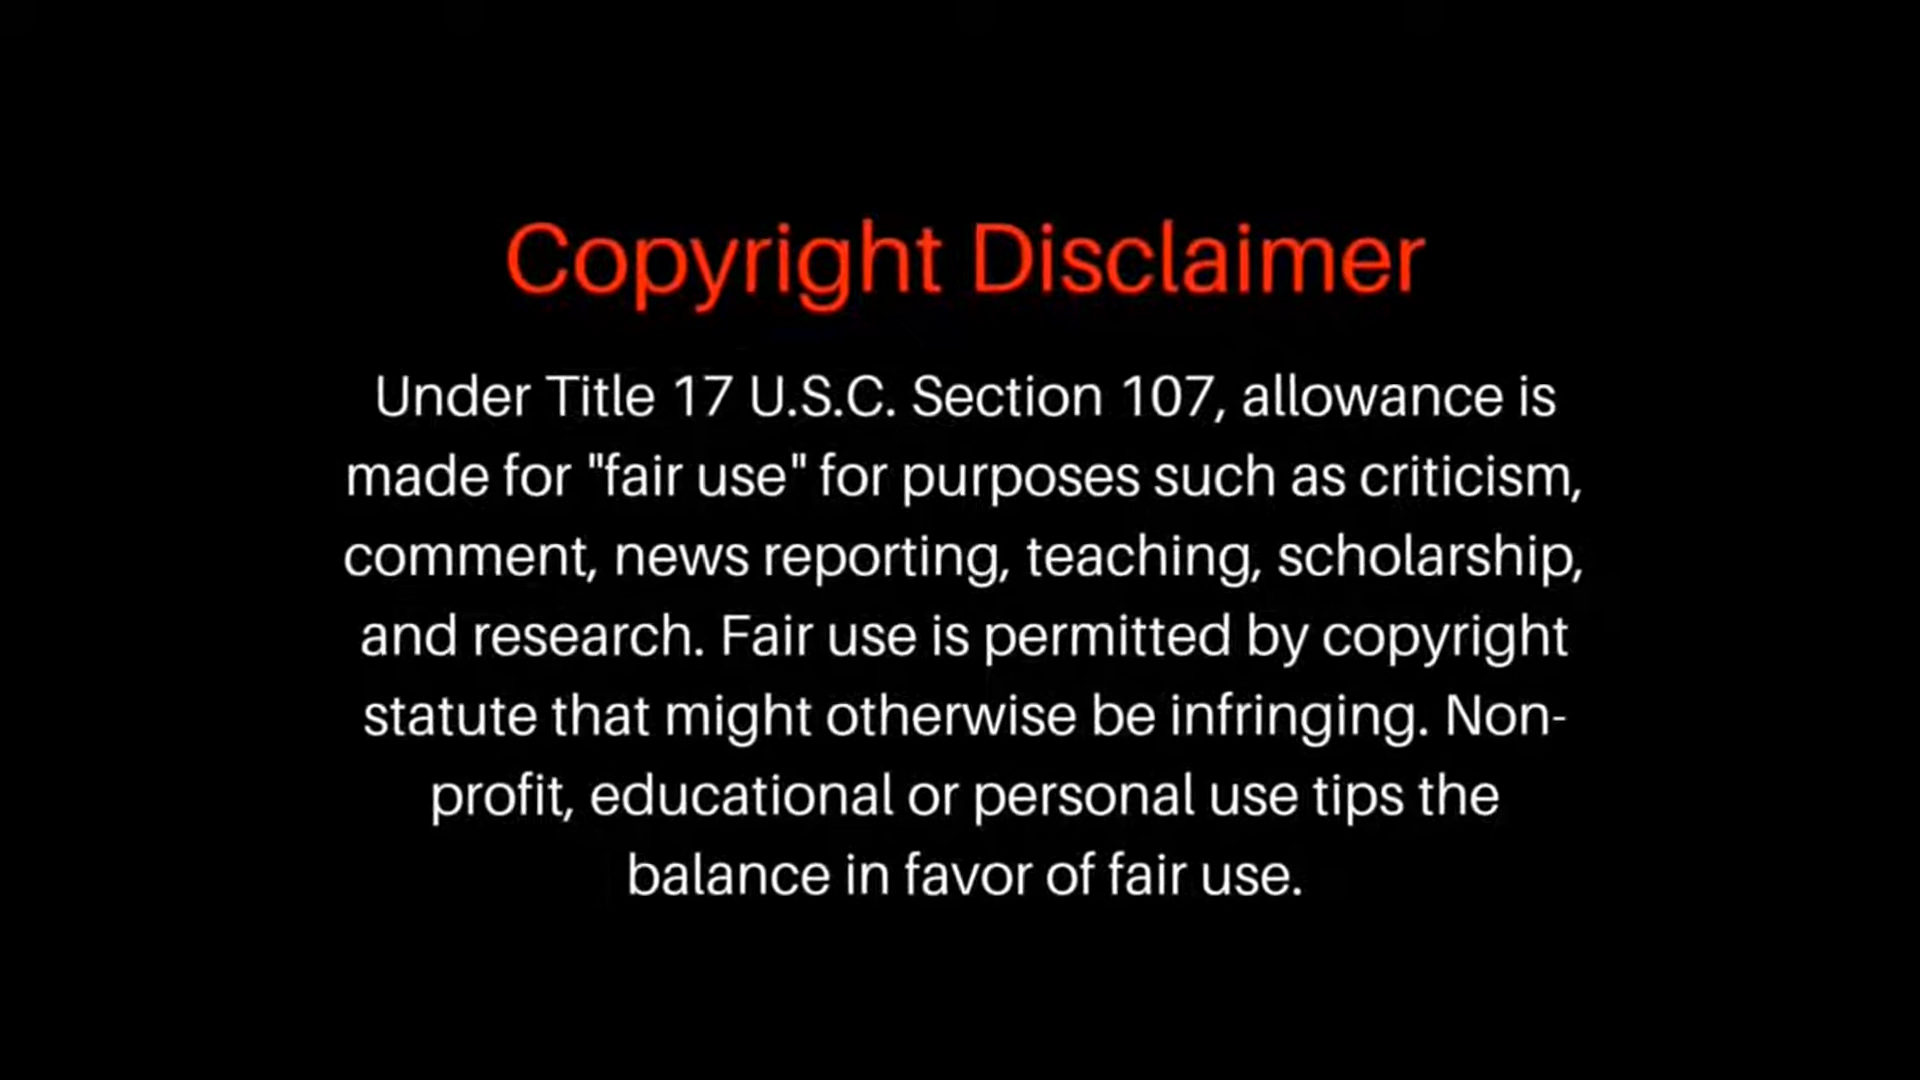 Copyright Disclaimer
Under Title 17 U.S.C. Section 107, allowance is
made for "fair use" for purposes such as criticism,
comment, news reporting, teaching, scholarship,
and research. Fair use is permitted by copyright
statute that might otherwise be infringing. Non-
profit, educational or personal use tips the
balance in favor of fair use.